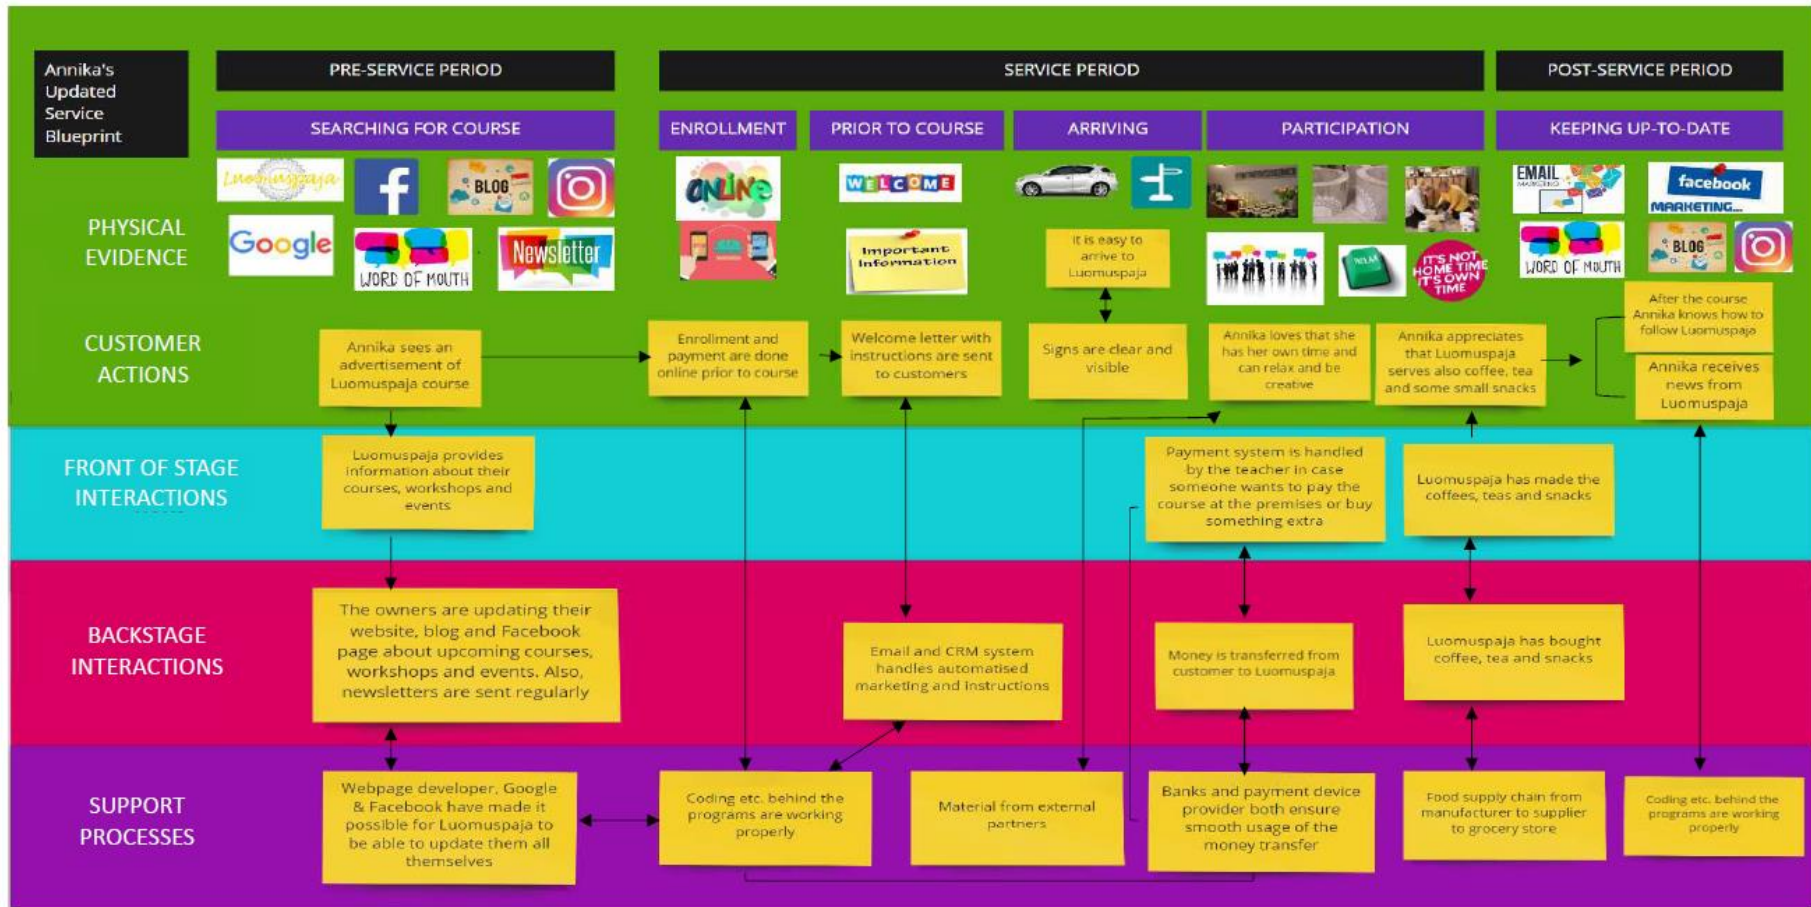 Annika's
Updated
Service
Blueprint
PRE-SERVICE PERIOD
SERVICE PERIOD
POST-SERVICE PERIOD
SEARCHING FOR COURSE
ENROLLMENT
PRIOR TO COURSE
ARRIVING
PARTICIPATION
KEEPING UP-TO-DATE
PHYSICAL
EVIDENCE
Luomuspaja
f
BLOG
Google
WORD OF MOUTH
Newsletter
ONLINE
WELCOME
Important
Information
It is easy to
arrive to
Luomuspaja
IT'S NOT
HOME TIME
IT'S OWN
TIME
EMAIL
MARKETING
facebook
MARKETING...
WORD OF MOUTH
BLOG
CUSTOMER
ACTIONS
Annika sees an
advertisement of
Luomuspaja course
Enrollment and
payment are done
online prior to course
Welcome letter with
instructions are sent
to customers
Signs are clear and
visible
Annika loves that she
has her own time and
can relax and be
creative
Annika appreciates
that Luomuspaja
serves also coffee, tea
and some small snacks
After the course
Annika knows how to
follow Luomuspaja
Annika receives
news from
Luomuspaja
FRONT OF STAGE
INTERACTIONS
Luomuspaja provides
information about their
courses, workshops and
events
Payment system is handled
by the teacher in case
someone wants to pay the
course at the premises or buy
something extra
Luomuspaja has made the
coffees, teas and snacks
BACKSTAGE
INTERACTIONS
The owners are updating their
website, blog and Facebook
page about upcoming courses,
workshops and events. Also,
newsletters are sent regularly
Email and CRM system
handles automatised
marketing and instructions
Money is transferred from
customer to Luomuspaja
Luomuspaja has bought
coffee, tea and snacks
SUPPORT
PROCESSES
Webpage developer, Google
& Facebook have made it
possible for Luomuspaja to
be able to update them all
themselves
Coding etc. behind the
programs are working
properly
Material from external
partners
Banks and payment device
provider both ensure
smooth usage of the
money transfer
Food supply chain from
manufacturer to supplier
to grocery store
Coding etc. behind the
programs are working
properly